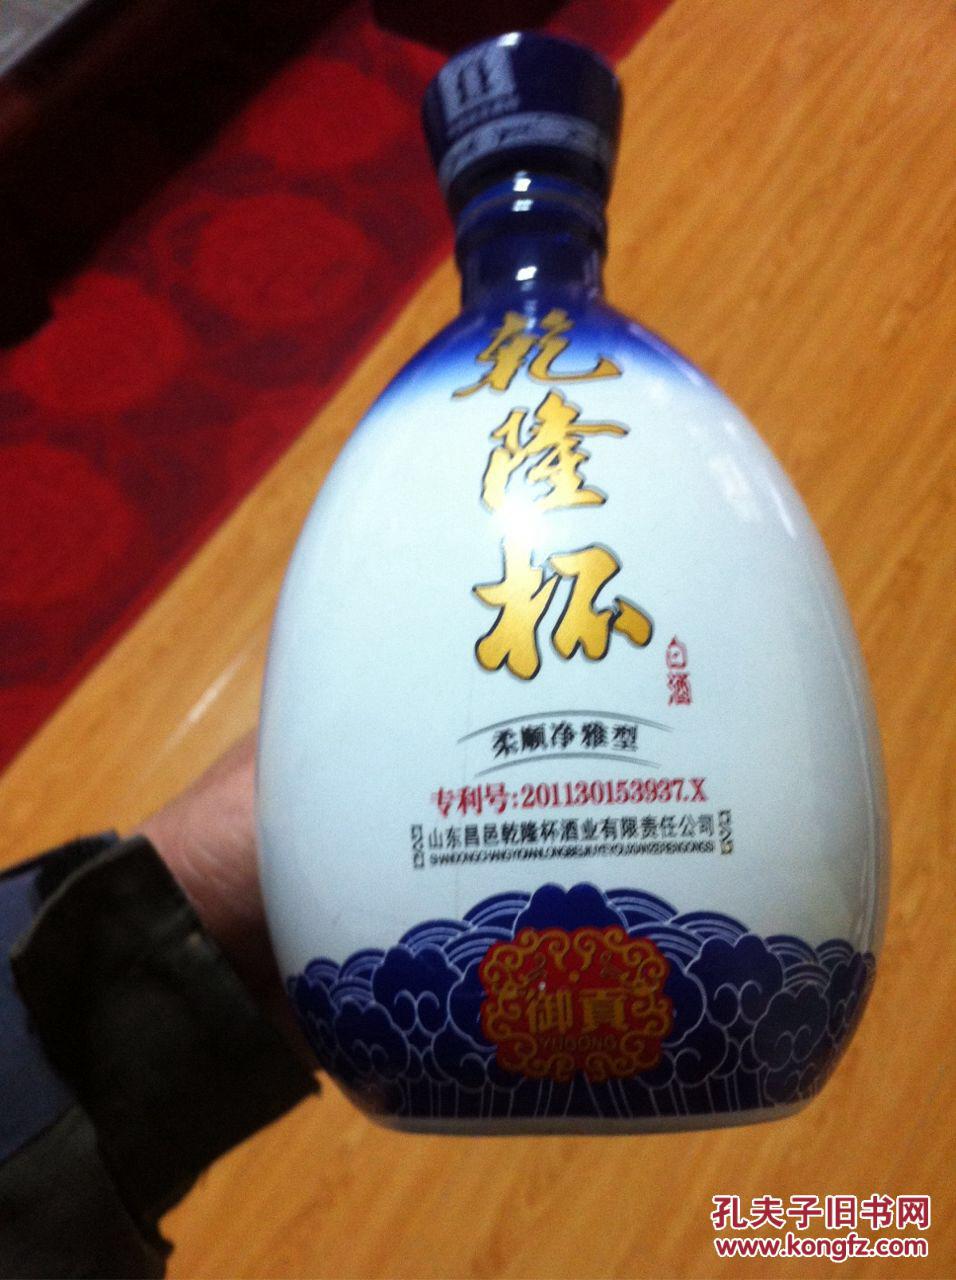 乾隆杯
白酒
柔顺净雅型
专利号:201130153937.X
山东昌邑乾隆杯酒业有限责任公司
SHANDONGCHANGYIQIANLONGBEIJIUYEYOUXIANZERENGONGSI
御貢
YUGONG
孔夫子旧书网
www.kongfz.com